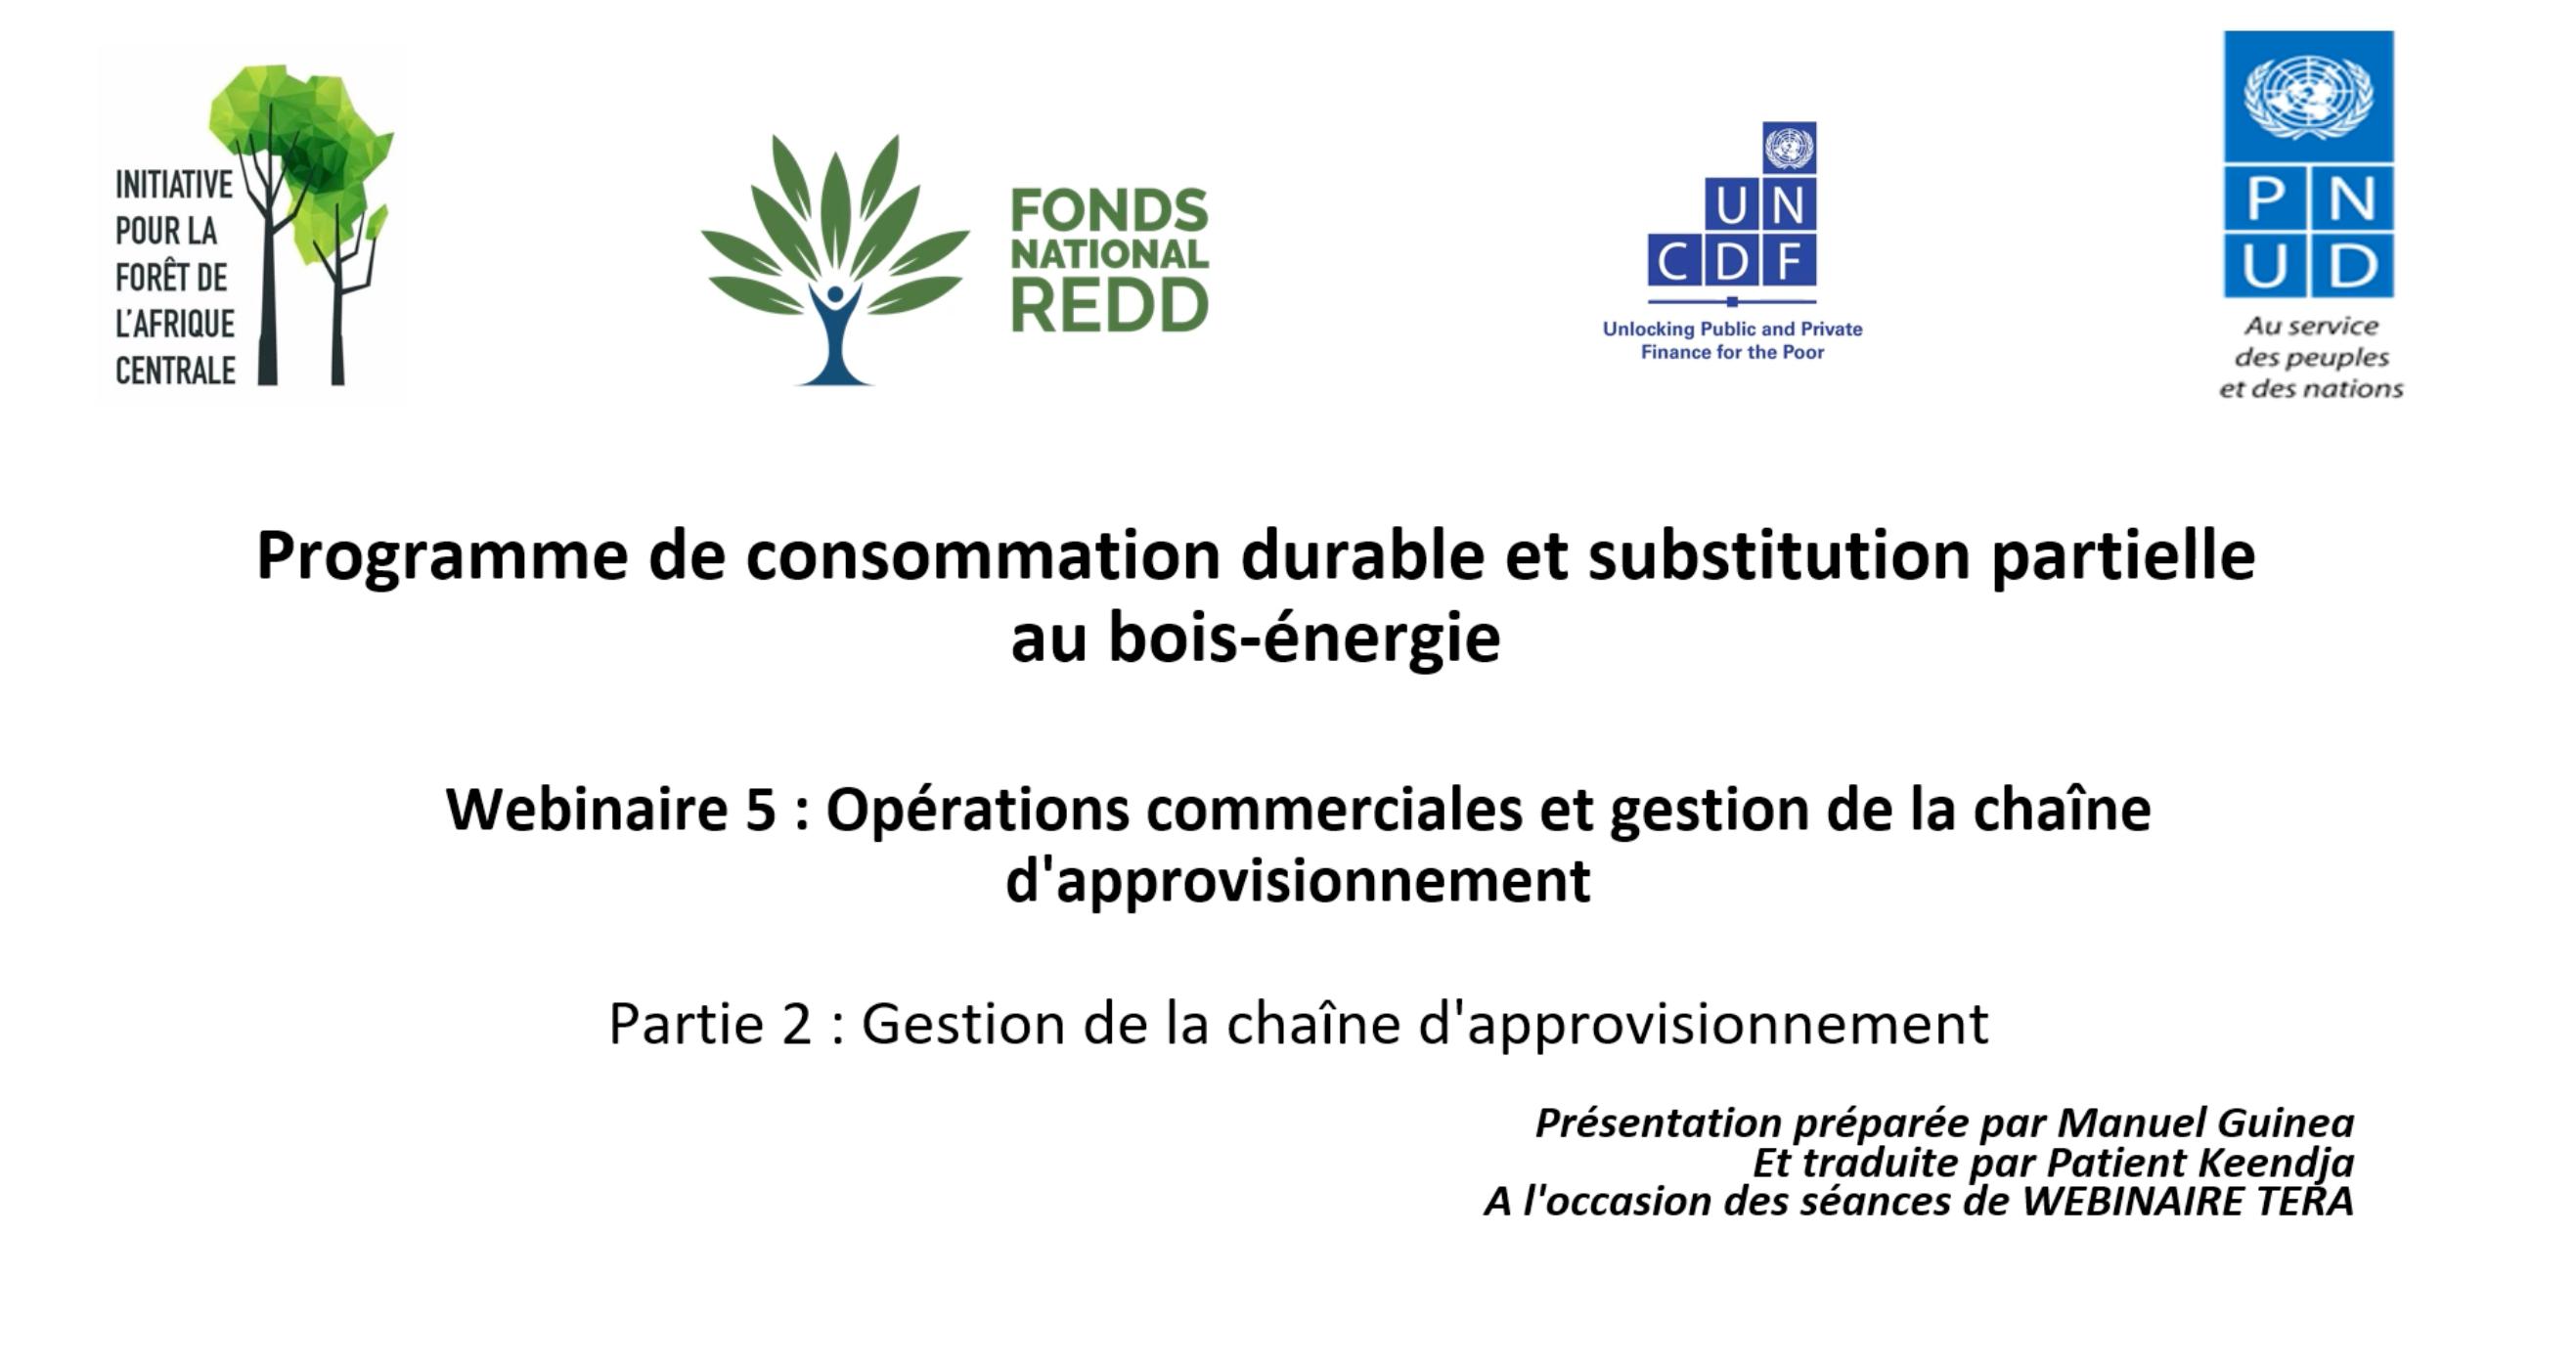 INITIATIVE
POUR LA
FORÊT DE
L'AFRIQUE
CENTRALE
FONDS
NATIONAL
REDD
UN
CDF
Unlocking Public and Private
Finance for the Poor
PN
UD
Au service
des peuples
et des nations
Programme de consommation durable et substitution partielle
au bois-énergie
Webinaire 5 : Opérations commerciales et gestion de la chaîne
d'approvisionnement
Partie 2 : Gestion de la chaîne d'approvisionnement
Présentation préparée par Manuel Guinea
Et traduite par Patient Keendja
A l'occasion des séances de WEBINAIRE TERA